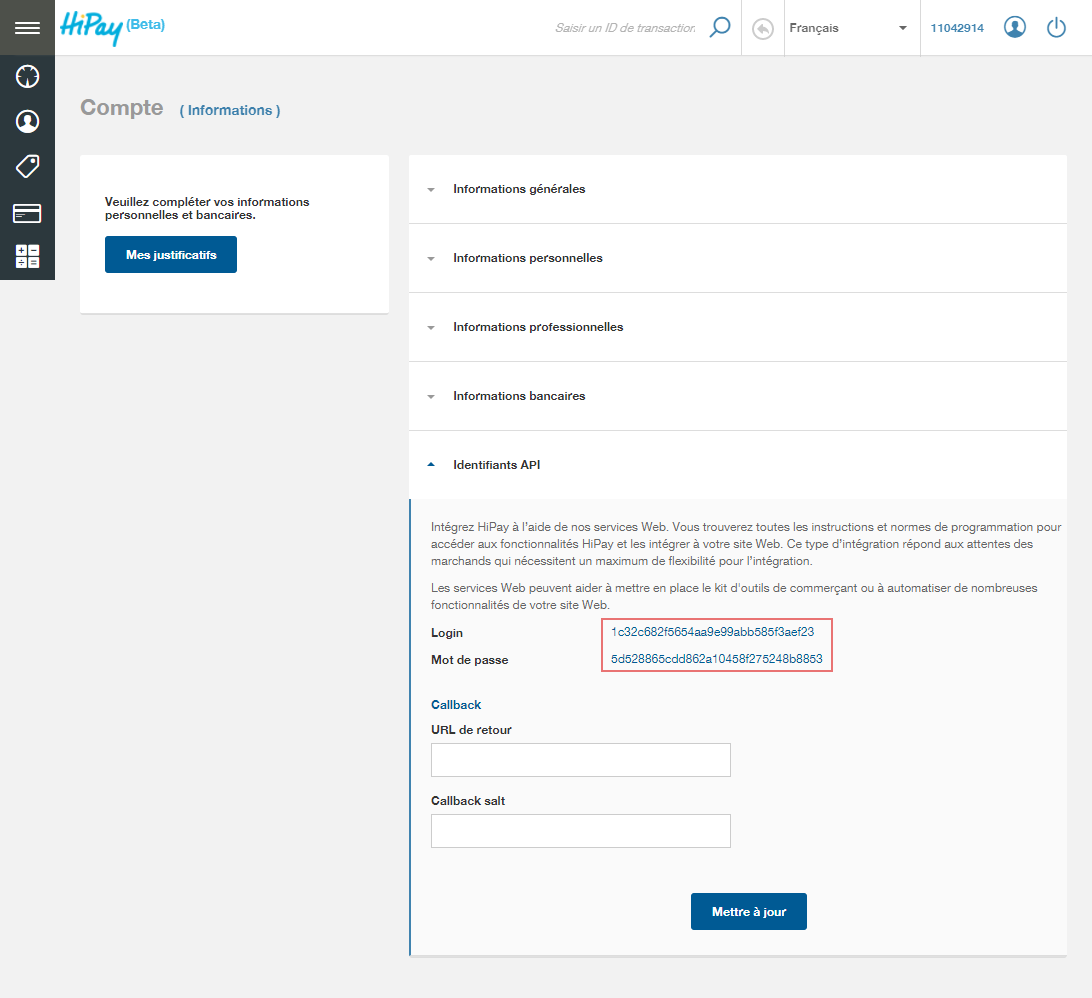 HiPay (Beta)
Saisir un ID de transaction
Français
11042914
Compte ( Informations )
Veuillez compléter vos informations
personnelles et bancaires.
Mes justificatifs
Informations générales
Informations personnelles
Informations professionnelles
Informations bancaires
Identifiants API
Intégrez HiPay à l'aide de nos services Web. Vous trouverez toutes les instructions et normes de programmation pour
accéder aux fonctionnalités HiPay et les intégrer à votre site Web. Ce type d'intégration répond aux attentes des
marchands qui nécessitent un maximum de flexibilité pour l'intégration.
Les services Web peuvent aider à mettre en place le kit d'outils de commerçant ou à automatiser de nombreuses
fonctionnalités de votre site Web.
Login 1c32c682f5654aa9e99abb585f3aef23
Mot de passe 5d528865cdd862a10458f275248b8853
Callback
URL de retour
Callback salt
Mettre à jour